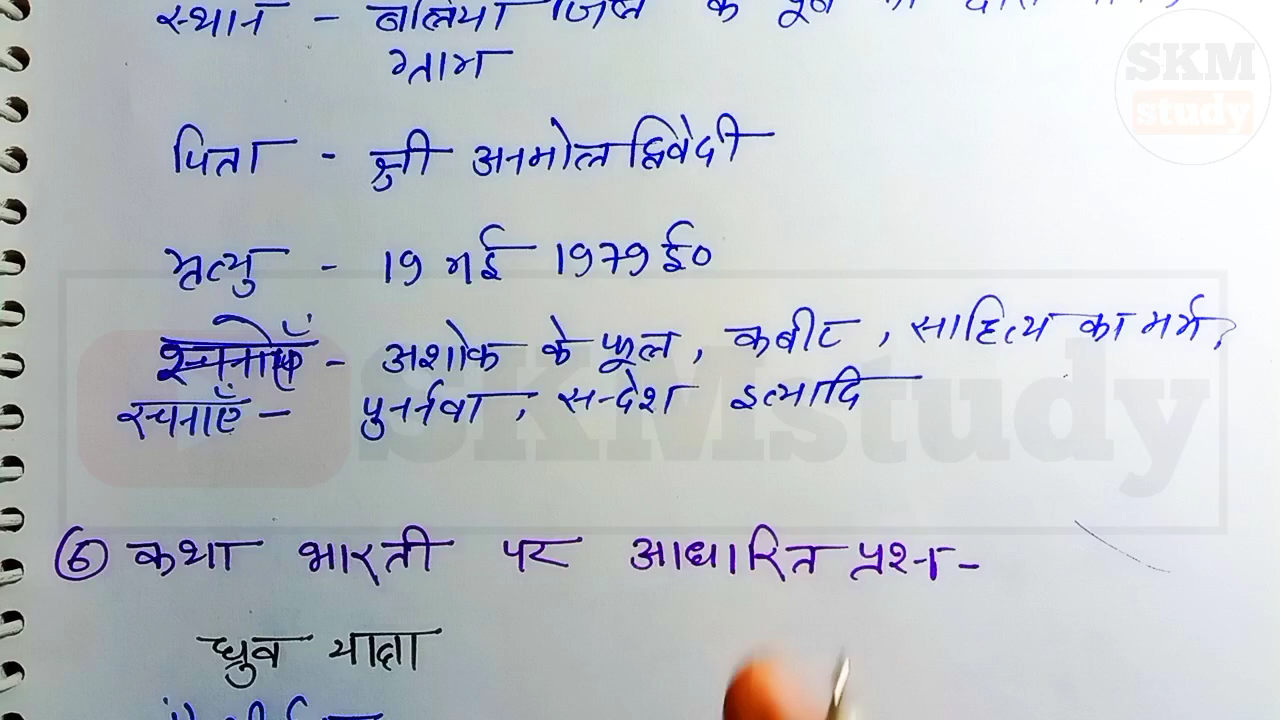 स्थान - बलिया जिले के
ग्राम
SKM
study
पिता - श्री अनमोल द्विवेदी
मृत्यु - 19 मई 1979 ई०
अशोक के फूल, कबीर, साहित्य का मर्म,
रचनाएँ - पुनर्नवा, सन्देश इत्यादि
SKMstudy
⑥ कथा भारती पर आधारित प्रश्न-
ध्रुव यात्रा